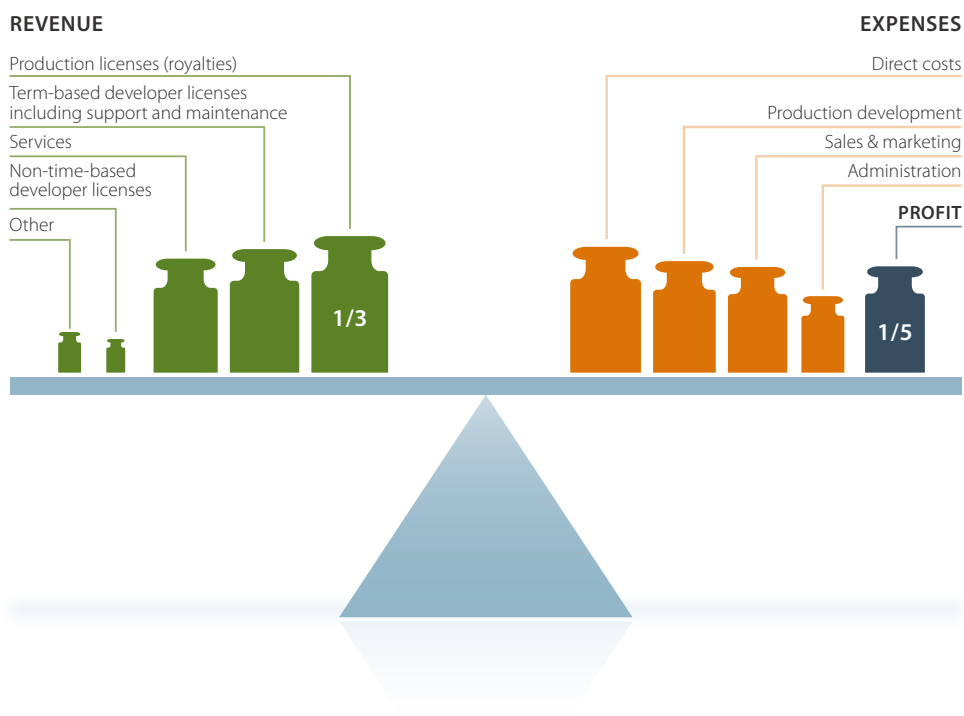 REVENUE
Production licenses (royalties)
Term-based developer licenses
including support and maintenance
Services
Non-time-based
developer licenses
Other
1/3
EXPENSES
Direct costs
Production development
Sales & marketing
Administration
PROFIT
1/5